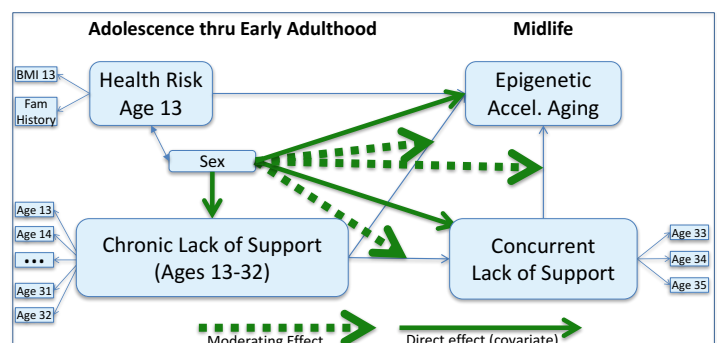 Adolescence thru Early Adulthood
Midlife
BMI 13
Fam
History
Health Risk
Age 13
Epigenetic
Accel. Aging
Sex
Age 13
Age 14
•••
Age 31
Age 32
Chronic Lack of Support
(Ages 13-32)
Concurrent
Lack of Support
Age 33
Age 34
Age 35
Moderating Effect
Direct effect (covariate)